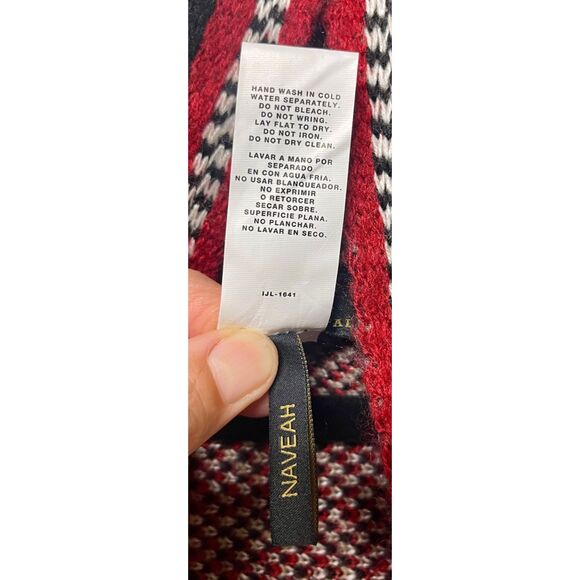 HAND WASH IN COLD
WATER SEPARATELY.
DO NOT BLEACH.
DO NOT WRING.
LAY FLAT TO DRY.
DO NOT IRON.
DO NOT DRY CLEAN.
LAVAR A MANO POR
SEPARADO
EN CON AGUA FRIA.
NO USAR BLANQUEADOR.
NO EXPRIMIR
O RETORCER
SECAR SOBRE.
SUPERFICIE PLANA.
NO PLANCHAR.
NO LAVAR EN SECO.
IJL-1641
NAVEAH